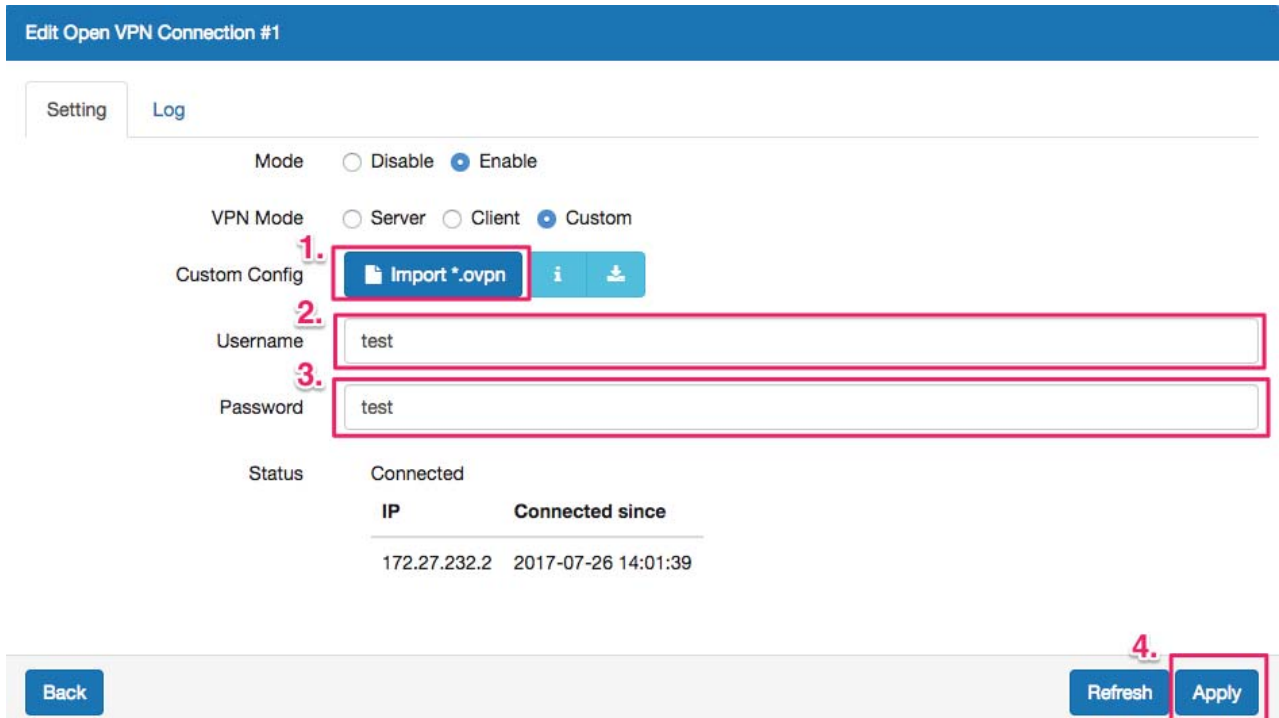 Edit Open VPN Connection #1
Setting Log
Mode Disable Enable
VPN Mode Server Client Custom
1.
Custom Config Import *.ovpn i
2.
Username test
3.
Password test
Status Connected
IP Connected since
172.27.232.2 2017-07-26 14:01:39
4.
Back Refresh Apply